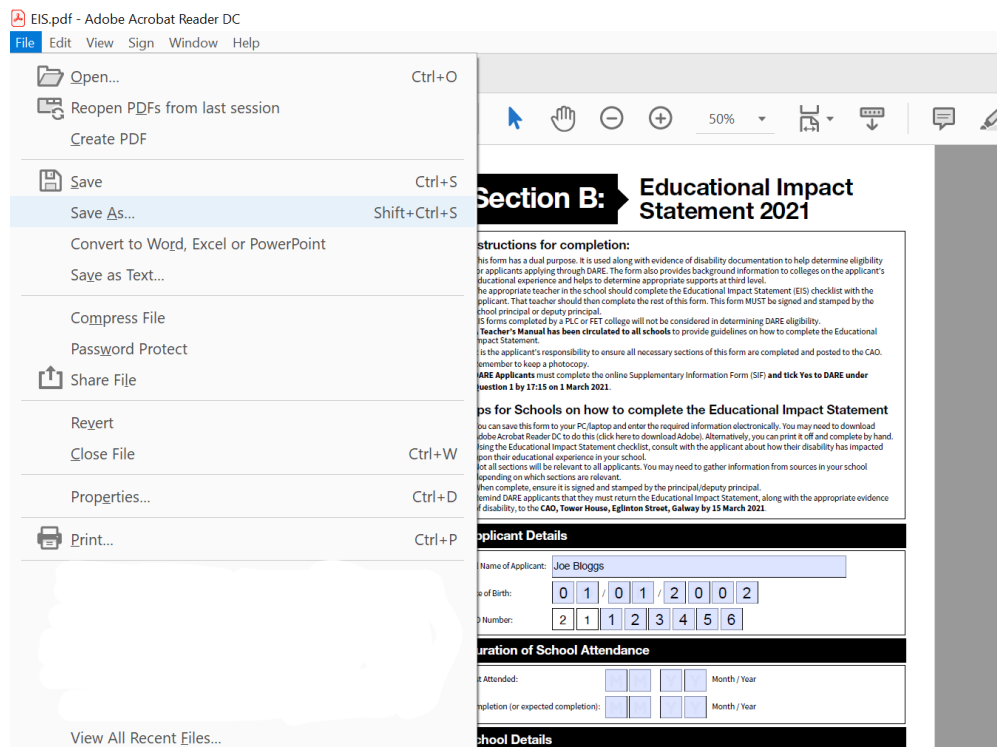 EIS.pdf - Adobe Acrobat Reader DC
File Edit View Sign Window Help
Open... Ctrl+O
Reopen PDFs from last session
Create PDF
Save Ctrl+S
Save As... Shift+Ctrl+S
Convert to Word, Excel or PowerPoint
Save as Text...
Compress File
Password Protect
Share File
Revert
Close File Ctrl+W
Properties... Ctrl+D
Print... Ctrl+P
View All Recent Files...
50%
Section B:
Educational Impact
Statement 2021
structions for completion:
his form has a dual purpose. It is used along with evidence of disability documentation to help determine eligibility
or applicants applying through DARE. The form also provides background information to colleges on the applicant's
ducational experience and helps to determine appropriate supports at third level.
he appropriate teacher in the school should complete the Educational Impact Statement (EIS) checklist with the
pplicant. That teacher should then complete the rest of this form. This form MUST be signed and stamped by the
chool principal or deputy principal.
IS forms completed by a PLC or FET college will not be considered in determining DARE eligibility.
Teacher's Manual has been circulated to all schools to provide guidelines on how to complete the Educational
mpact Statement.
is the applicant's responsibility to ensure all necessary sections of this form are completed and posted to the CAO.
emember to keep a photocopy.
ARE Applicants must complete the online Supplementary Information Form (SIF) and tick Yes to DARE under
uestion 1 by 17:15 on 1 March 2021.
ps for Schools on how to complete the Educational Impact Statement
ou can save this form to your PC/laptop and enter the required information electronically. You may need to download
dobe Acrobat Reader DC to do this (click here to download Adobe). Alternatively, you can print it off and complete by hand.
sing the Educational Impact Statement checklist, consult with the applicant about how their disability has impacted
pon their educational experience in your school.
ot all sections will be relevant to all applicants. You may need to gather information from sources in your school
epending on which sections are relevant.
hen complete, ensure it is signed and stamped by the principal/deputy principal.
emind DARE applicants that they must return the Educational Impact Statement, along with the appropriate evidence
f disability, to the CAO, Tower House, Eglinton Street, Galway by 15 March 2021.
pplicant Details
Name of Applicant: Joe Bloggs
e of Birth: 0 1 / 0 1 / 2 0 0 2
O Number: 2 1 1 2 3 4 5 6
uration of School Attendance
st Attended: M M Y Y Month / Year
mpletion (or expected completion): M M Y Y Month / Year
chool Details